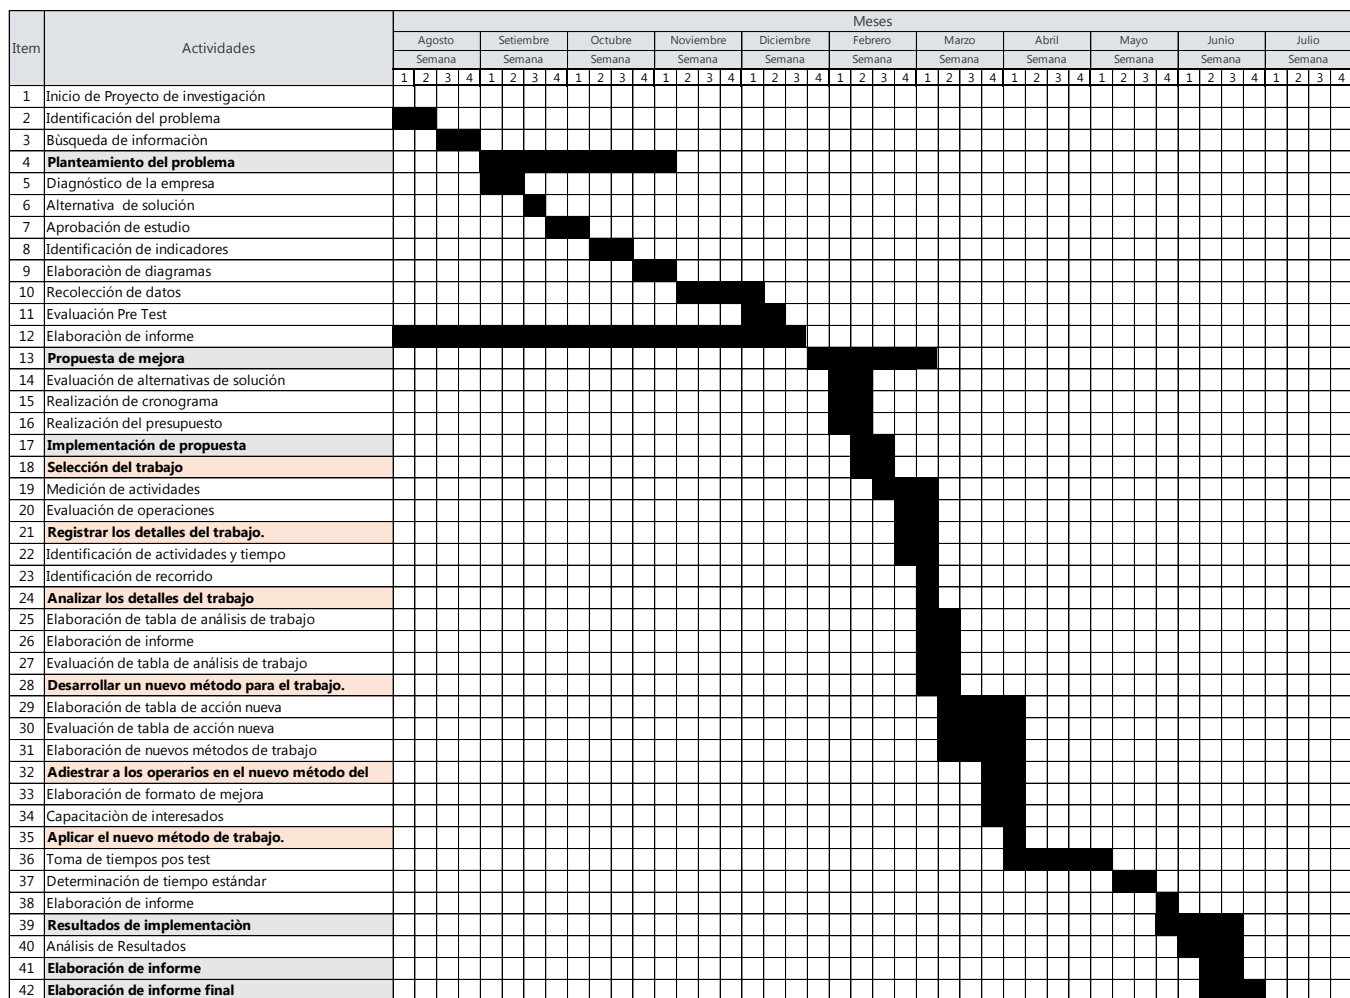 Item Actividades Meses
Agosto Setiembre Octubre Noviembre Diciembre Febrero Marzo Abril Mayo Junio Julio
Semana Semana Semana Semana Semana Semana Semana Semana Semana Semana Semana
1 2 3 4 1 2 3 4 1 2 3 4 1 2 3 4 1 2 3 4 1 2 3 4 1 2 3 4 1 2 3 4 1 2 3 4 1 2 3 4 1 2 3 4
1 Inicio de Proyecto de investigación
2 Identificación del problema
3 Bùsqueda de informaciòn
4 Planteamiento del problema
5 Diagnóstico de la empresa
6 Alternativa de solución
7 Aprobación de estudio
8 Identificación de indicadores
9 Elaboraciòn de diagramas
10 Recolección de datos
11 Evaluación Pre Test
12 Elaboraciòn de informe
13 Propuesta de mejora
14 Evaluación de alternativas de solución
15 Realización de cronograma
16 Realización del presupuesto
17 Implementación de propuesta
18 Selección del trabajo
19 Medición de actividades
20 Evaluación de operaciones
21 Registrar los detalles del trabajo.
22 Identificación de actividades y tiempo
23 Identificación de recorrido
24 Analizar los detalles del trabajo
25 Elaboración de tabla de análisis de trabajo
26 Elaboración de informe
27 Evaluación de tabla de análisis de trabajo
28 Desarrollar un nuevo método para el trabajo.
29 Elaboración de tabla de acción nueva
30 Evaluación de tabla de acción nueva
31 Elaboración de nuevos métodos de trabajo
32 Adiestrar a los operarios en el nuevo método del
33 Elaboración de formato de mejora
34 Capacitaciòn de interesados
35 Aplicar el nuevo método de trabajo.
36 Toma de tiempos pos test
37 Determinación de tiempo estándar
38 Elaboración de informe
39 Resultados de implementaciòn
40 Análisis de Resultados
41 Elaboración de informe
42 Elaboración de informe final